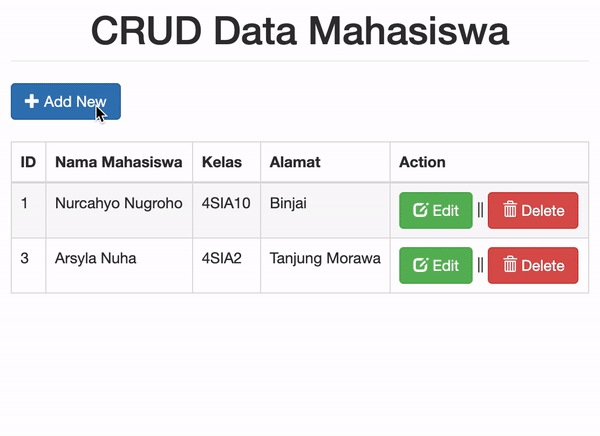 CRUD Data Mahasiswa
Add New
ID Nama Mahasiswa Kelas Alamat Action
1 Nurcahyo Nugroho 4SIA10 Binjai Edit || Delete
3 Arsyla Nuha 4SIA2 Tanjung Morawa Edit || Delete